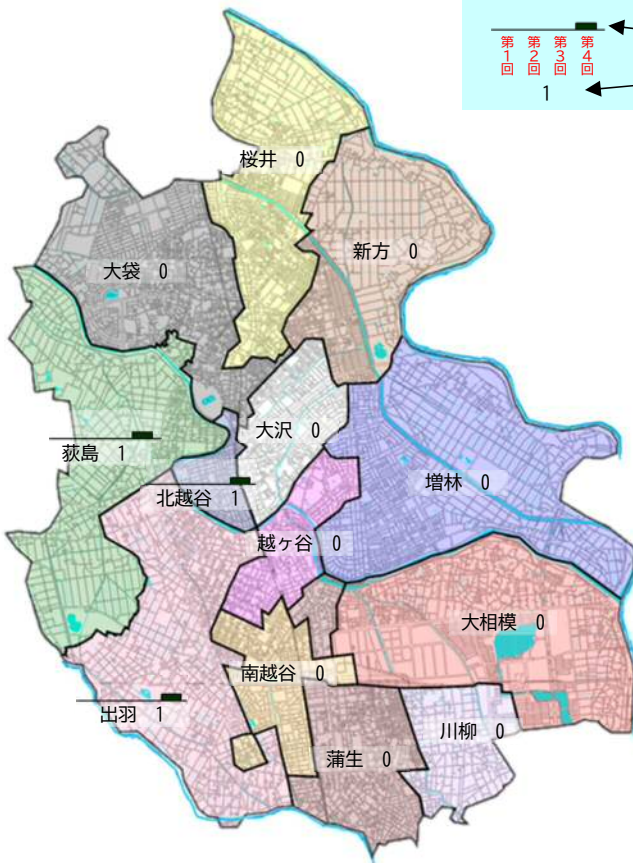 第1回 第2回 第3回 第4回
1
桜井 0
新方 0
大袋 0
大沢 0
荻島 1
増林 0
北越谷 1
越ヶ谷 0
大相模 0
南越谷 0
出羽 1
川柳 0
蒲生 0